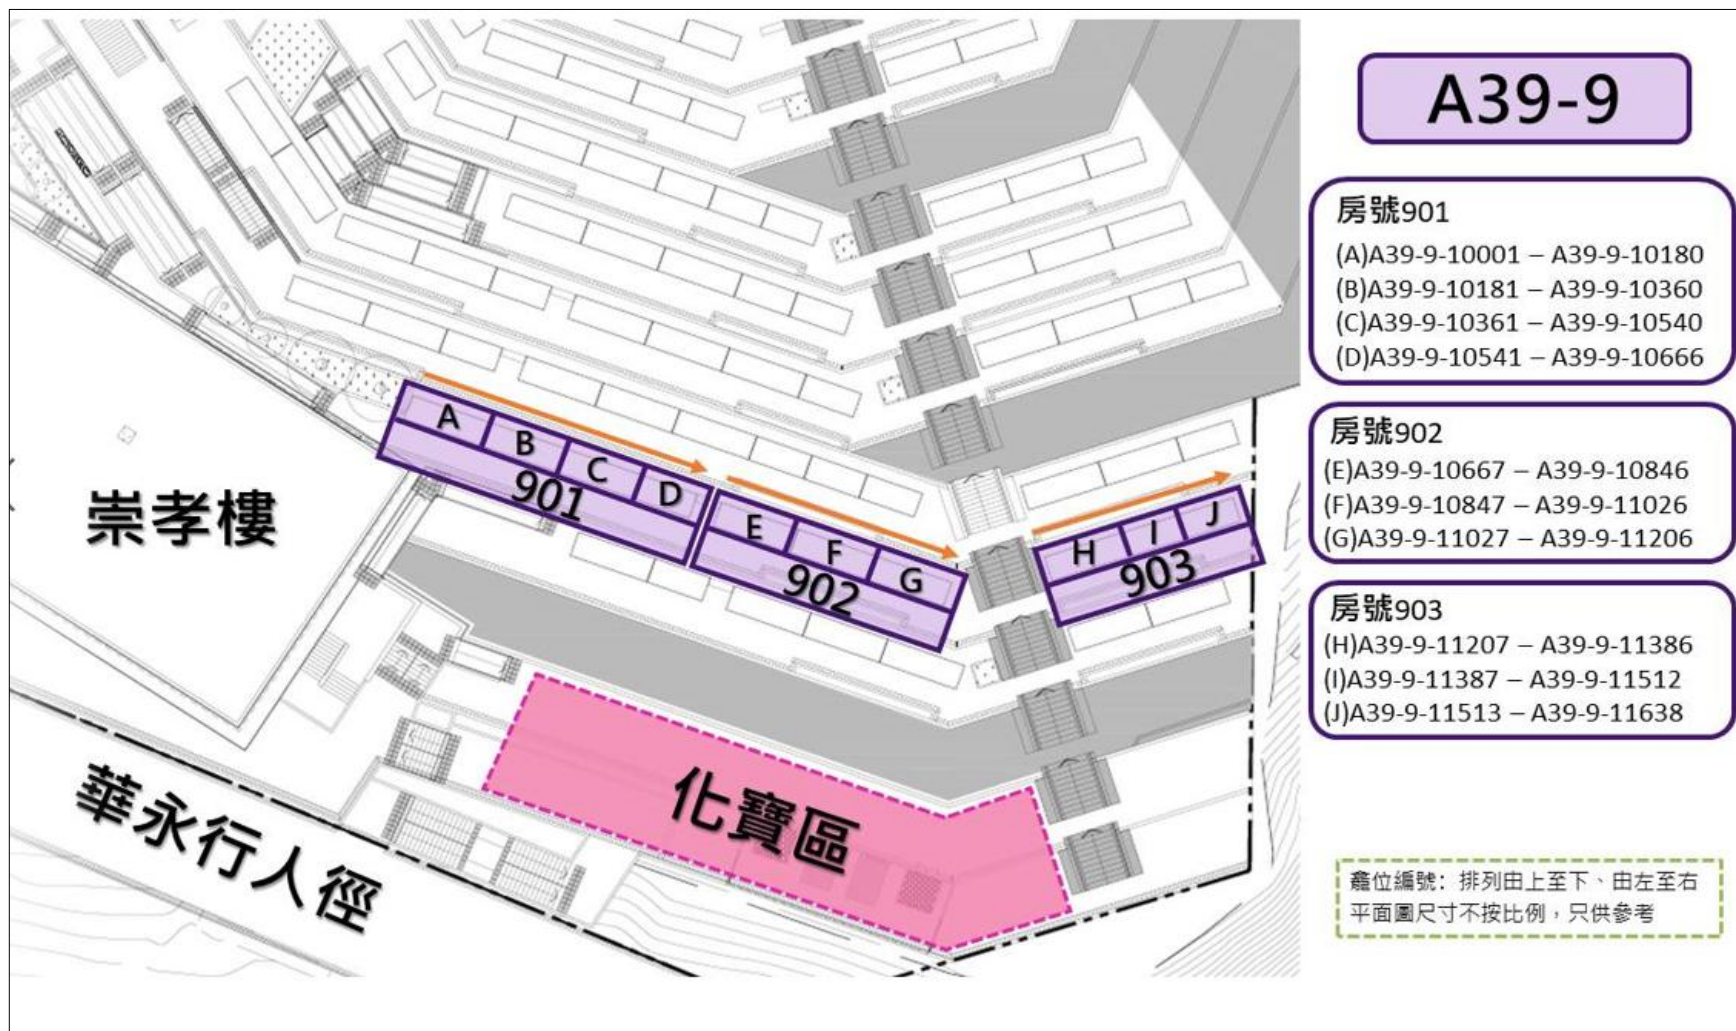 A39-9
房號901
(A)A39-9-10001 – A39-9-10180
(B)A39-9-10181 – A39-9-10360
(C)A39-9-10361 – A39-9-10540
(D)A39-9-10541 – A39-9-10666
房號902
(E)A39-9-10667 – A39-9-10846
(F)A39-9-10847 – A39-9-11026
(G)A39-9-11027 – A39-9-11206
房號903
(H)A39-9-11207 – A39-9-11386
(I)A39-9-11387 – A39-9-11512
(J)A39-9-11513 – A39-9-11638
龕位編號：排列由上至下、由左至右
平面圖尺寸不按比例，只供參考
A
B
C
D
901
E
F
G
902
H
I
J
903
崇孝樓
化寶區
華永行人徑